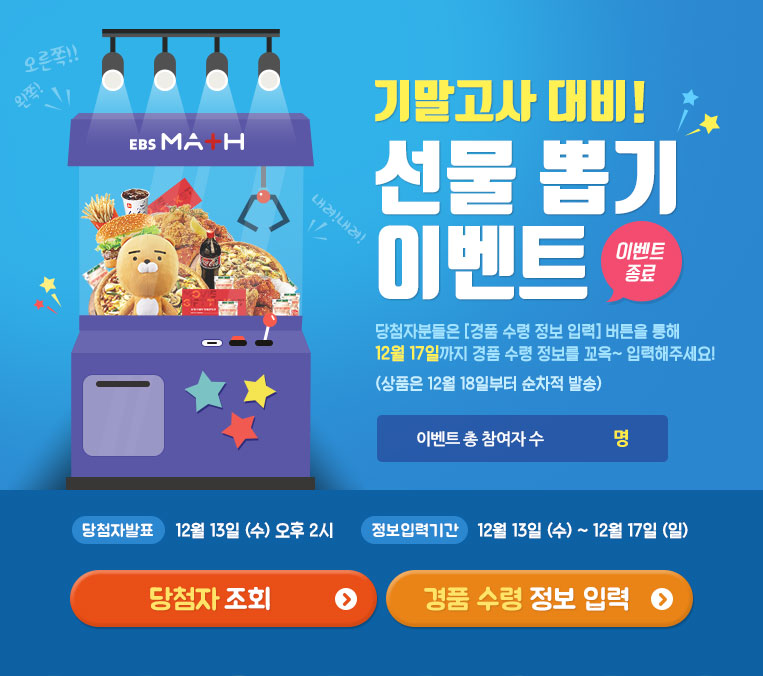 오른쪽!!
왼쪽!
EBS MATH
내려!내려!
기말고사 대비!
선물 뽑기
이벤트
이벤트
종료
당첨자분들은 [경품 수령 정보 입력] 버튼을 통해
12월 17일까지 경품 수령 정보를 꼬옥~ 입력해주세요!
(상품은 12월 18일부터 순차적 발송)
이벤트 총 참여자 수 명
당첨자발표 12월 13일 (수) 오후 2시 정보입력기간 12월 13일 (수) ~ 12월 17일 (일)
당첨자 조회 경품 수령 정보 입력